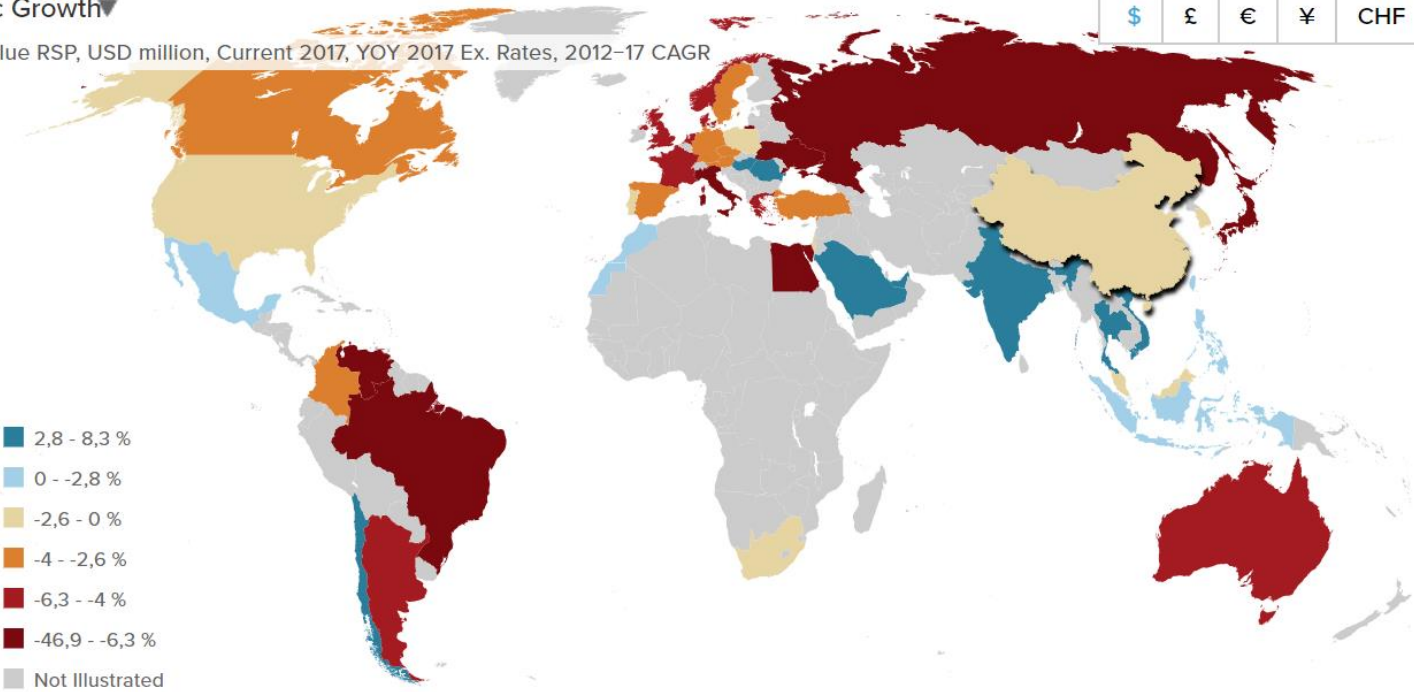 c Growth
$ £ € ¥ CHF
lue RSP, USD million, Current 2017, YOY 2017 Ex. Rates, 2012–17 CAGR
2,8 - 8,3 %
0 - -2,8 %
-2,6 - 0 %
-4 - -2,6 %
-6,3 - -4 %
-46,9 - -6,3 %
Not Illustrated